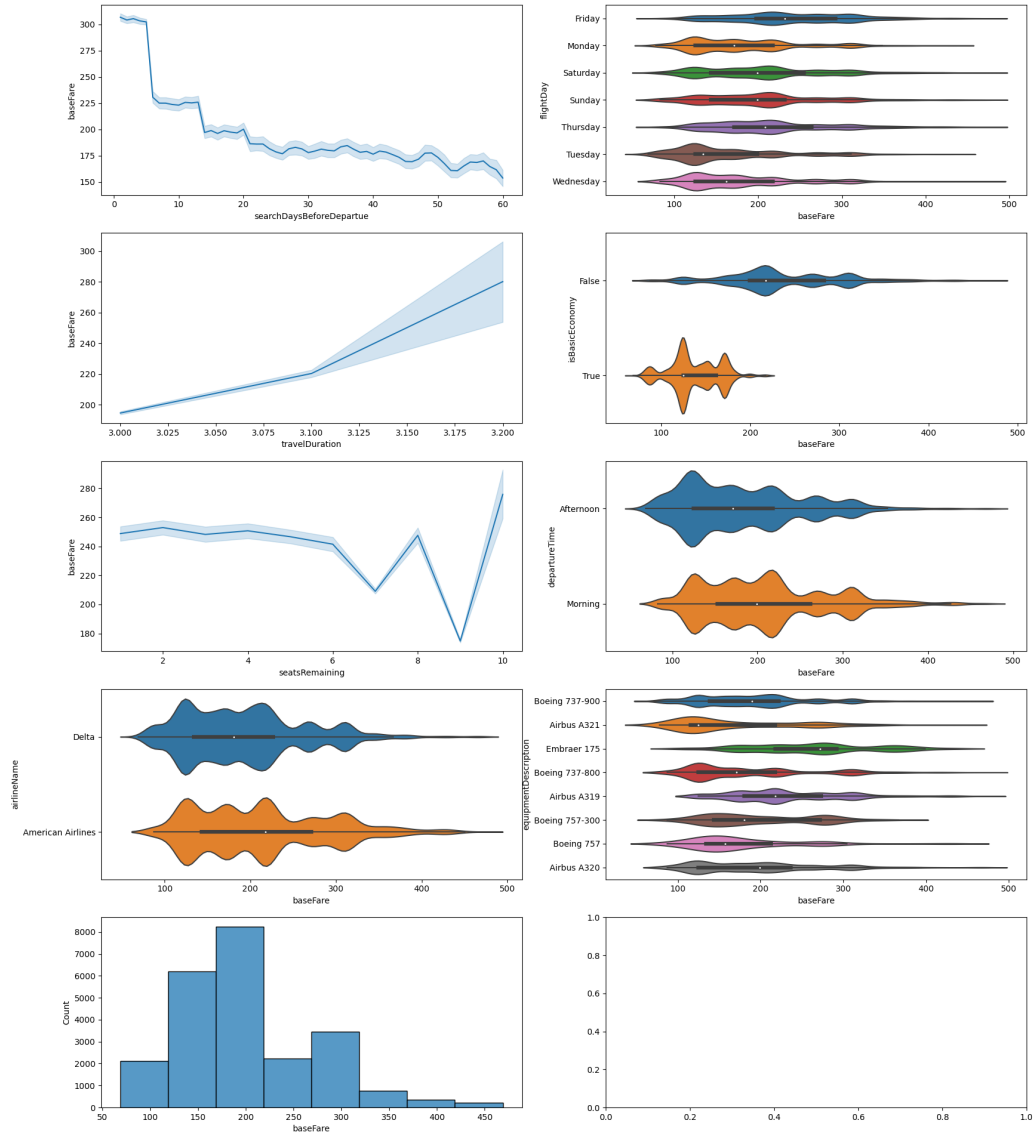 300
275
250
225
200
175
150
baseFare
0
10
20
30
40
50
60
searchDaysBeforeDepartue
Friday
Monday
Saturday
Sunday
Thursday
Tuesday
Wednesday
flightDay
100
200
300
400
500
baseFare
300
280
260
240
220
200
baseFare
3.000
3.025
3.050
3.075
3.100
3.125
3.150
3.175
3.200
travelDuration
False
True
isBasicEconomy
100
200
300
400
500
baseFare
280
260
240
220
200
180
baseFare
2
4
6
8
10
seatsRemaining
Afternoon
Morning
departureTime
100
200
300
400
500
baseFare
Delta
American Airlines
airlineName
100
200
300
400
500
baseFare
Boeing 737-900
Airbus A321
Embraer 175
Boeing 737-800
Airbus A319
Boeing 757-300
Boeing 757
Airbus A320
equipmentDescription
100
200
300
400
500
baseFare
8000
7000
6000
5000
4000
3000
2000
1000
0
Count
50
100
150
200
250
300
350
400
450
baseFare
1.0
0.8
0.6
0.4
0.2
0.0
0.0
0.2
0.4
0.6
0.8
1.0